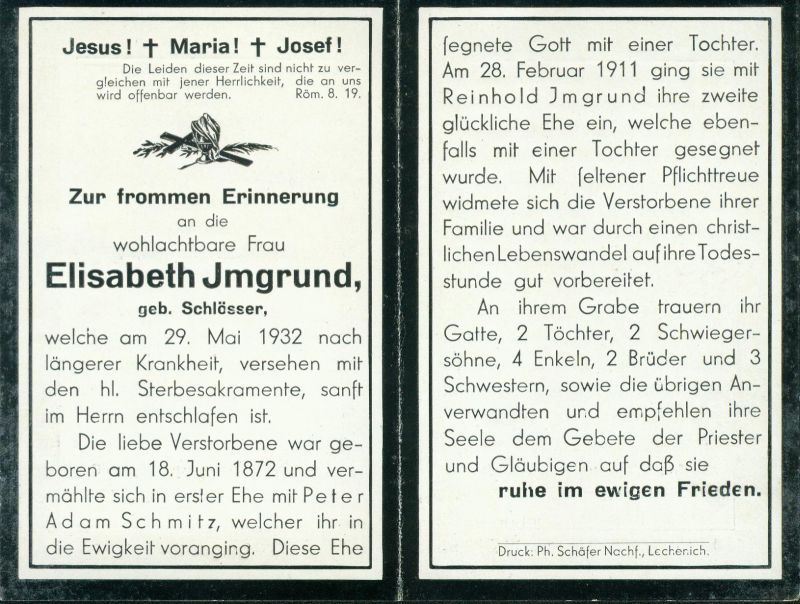 Jesus! ✝ Maria! ✝ Josef!
Die Leiden dieser Zeit sind nicht zu ver-
gleichen mit jener Herrlichkeit, die an uns
wird offenbar werden. Röm. 8. 19.
Zur frommen Erinnerung
an die
wohlachtbare Frau
Elisabeth Jmgrund,
geb. Schlösser,
welche am 29. Mai 1932 nach
längerer Krankheit, versehen mit
den hl. Sterbesakramente, sanft
im Herrn entschlafen ist.
Die liebe Verstorbene war ge-
boren am 18. Juni 1872 und ver-
mählte sich in erster Ehe mit Peter
Adam Schmitz, welcher ihr in
die Ewigkeit voranging. Diese Ehe
segnete Gott mit einer Tochter.
Am 28. Februar 1911 ging sie mit
Reinhold Jmgrund ihre zweite
glückliche Ehe ein, welche eben-
falls mit einer Tochter gesegnet
wurde. Mit seltener Pflichttreue
widmete sich die Verstorbene ihrer
Familie und war durch einen christ-
lichen Lebenswandel auf ihre Todes-
stunde gut vorbereitet.
An ihrem Grabe trauern ihr
Gatte, 2 Töchter, 2 Schwieger-
söhne, 4 Enkeln, 2 Brüder und 3
Schwestern, sowie die übrigen An-
verwandten und empfehlen ihre
Seele dem Gebete der Priester
und Gläubigen auf daß sie
ruhe im ewigen Frieden.
Druck: Ph. Schäfer Nachf., Lechenich.